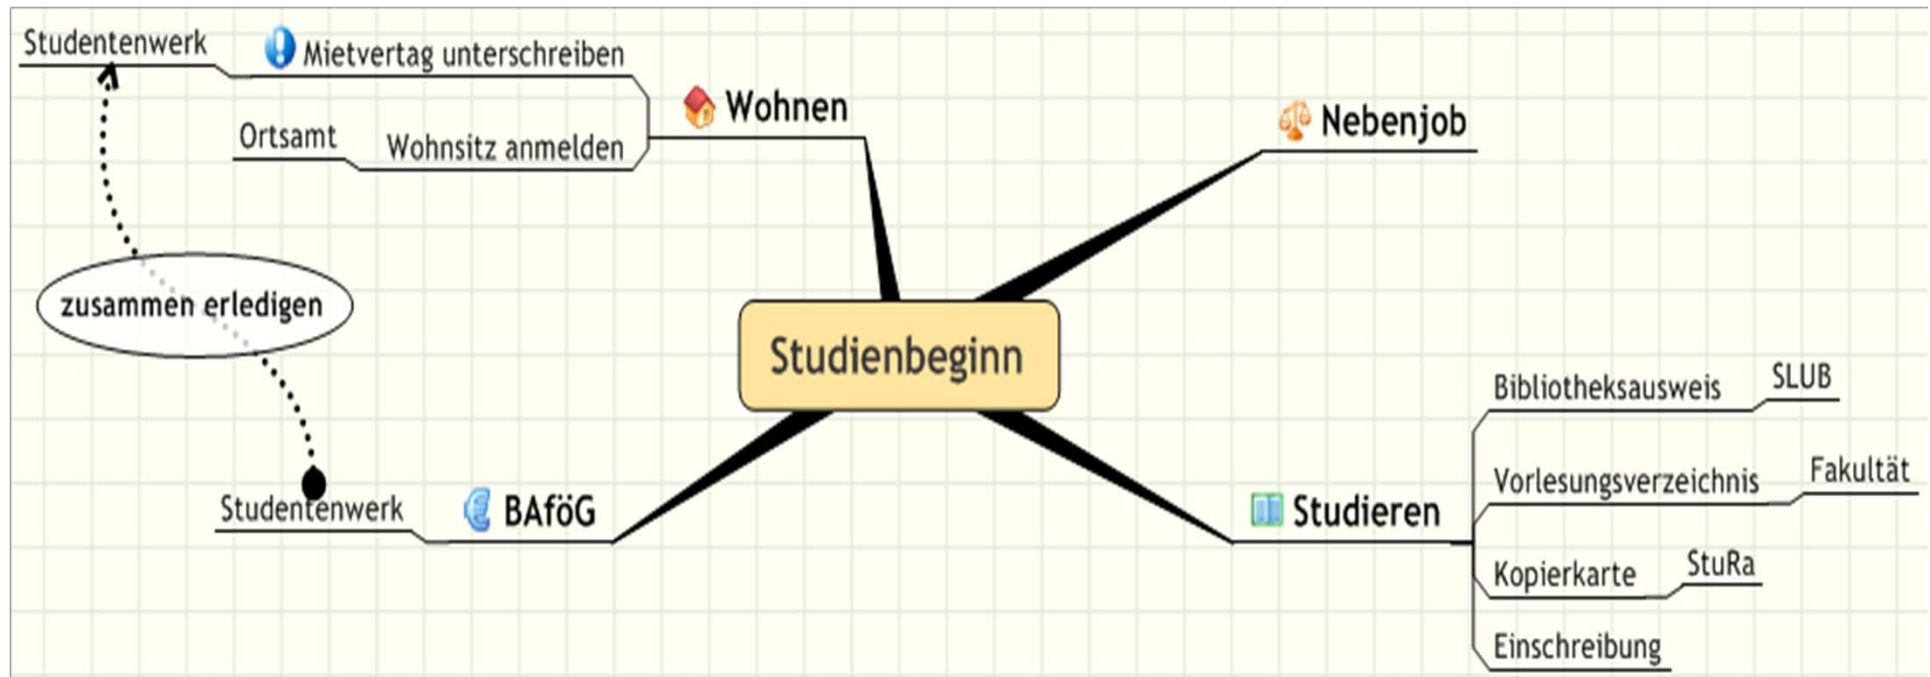 Studentenwerk
Mietvertag unterschreiben
Wohnen
Ortsamt
Wohnsitz anmelden
zusammen erledigen
Studentenwerk
BAföG
Studienbeginn
Nebenjob
Studieren
Bibliotheksausweis
SLUB
Vorlesungsverzeichnis
Fakultät
Kopierkarte
StuRa
Einschreibung